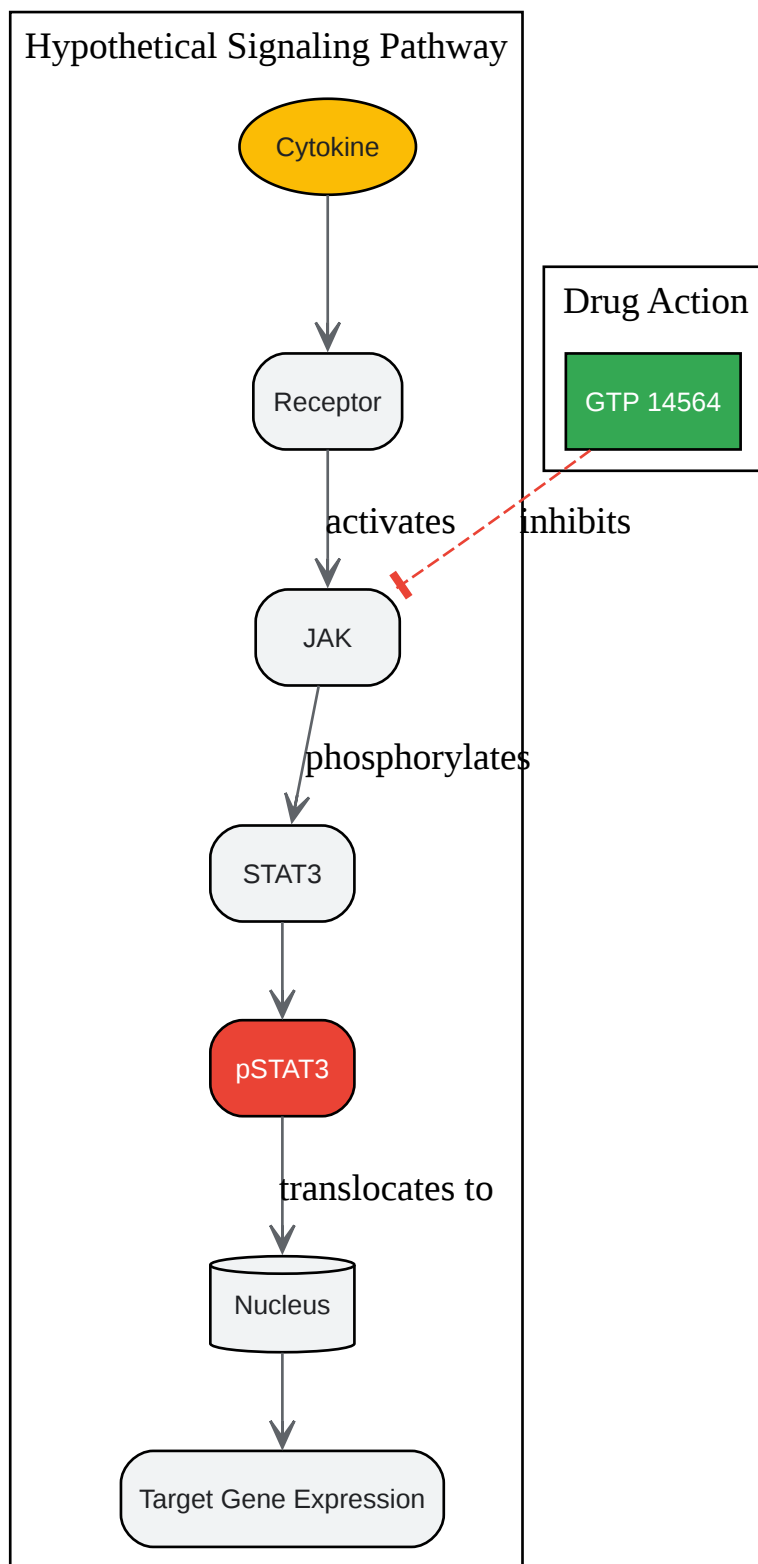 Hypothetical Signaling Pathway
Cytokine
Drug Action
Receptor
GTP 14564
activates
inhibits
JAK
phosphorylates
STAT3
pSTAT3
translocates to
Nucleus
Target Gene Expression